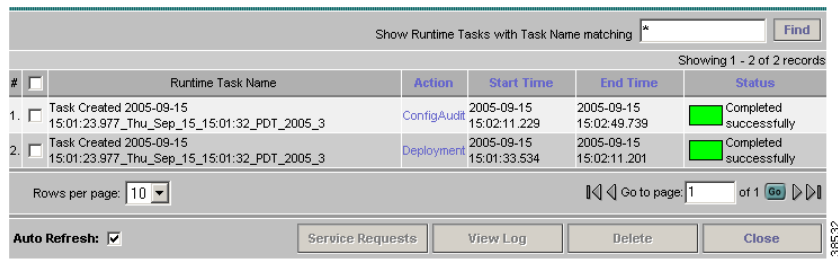 Show Runtime Tasks with Task Name matching * Find
Showing 1 - 2 of 2 records
# Runtime Task Name Action Start Time End Time Status
1. Task Created 2005-09-15 15:01:23.977_Thu_Sep_15_15:01:32_PDT_2005_3 ConfigAudit 2005-09-15 15:02:11.229 2005-09-15 15:02:49.739 Completed successfully
2. Task Created 2005-09-15 15:01:23.977_Thu_Sep_15_15:01:32_PDT_2005_3 Deployment 2005-09-15 15:01:33.534 2005-09-15 15:02:11.201 Completed successfully
Rows per page: 10 Go to page: 1 of 1 Go
Auto Refresh: Service Requests View Log Delete Close